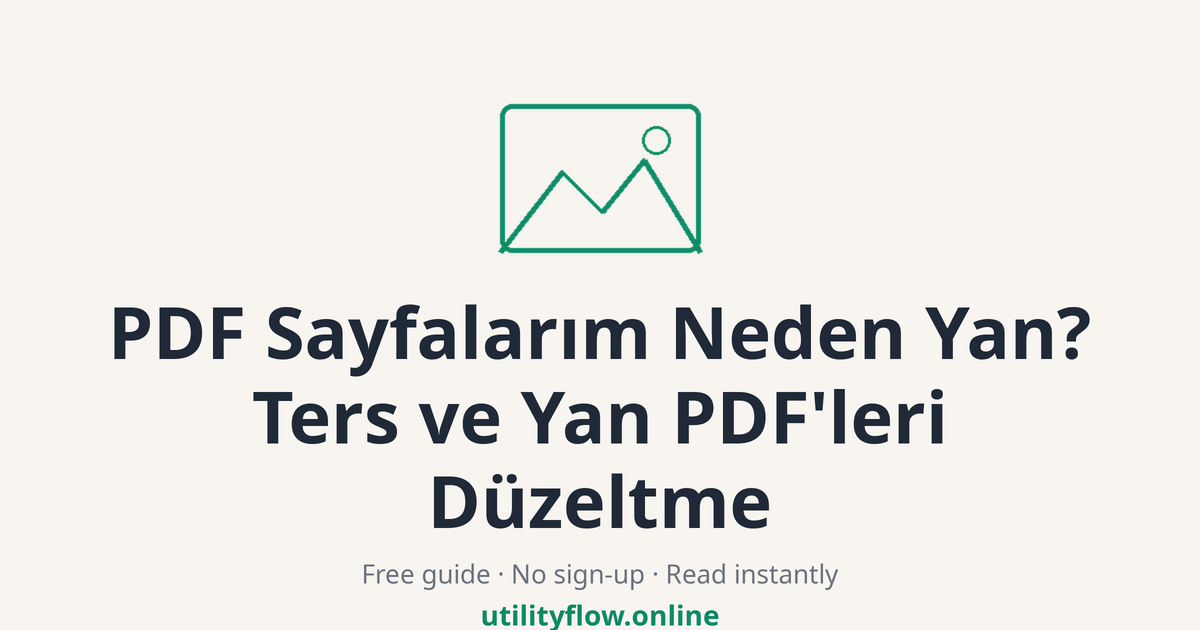 PDF Sayfalarım Neden Yan?
Ters ve Yan PDF'leri
Düzeltme
Free guide · No sign-up · Read instantly
utilityflow.online